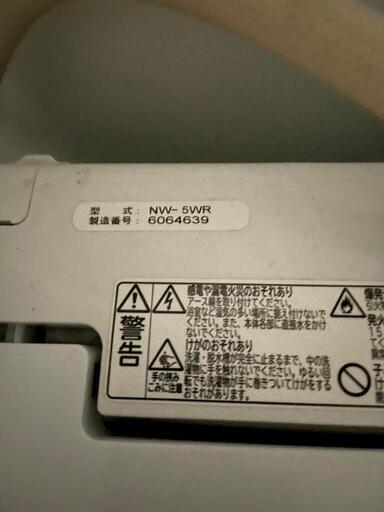 型 式: NW-5WR
製造番号: 6064639
警告
感電や漏電火災のおそれあり
アース線を取り付けてください。
浴室など湿気の多い場所に据え付けないで
ください。また、本体各部に直接水をかけ
ないでください。
手の挟み
こみに注意
けがのおそれあり
洗濯・脱水槽が完全に止まるまで、中の洗
濯物に手を触れないでください。ゆるい回
転でも洗濯物が手に巻きついてけがをする
おそれがあります。
爆発
発火
子